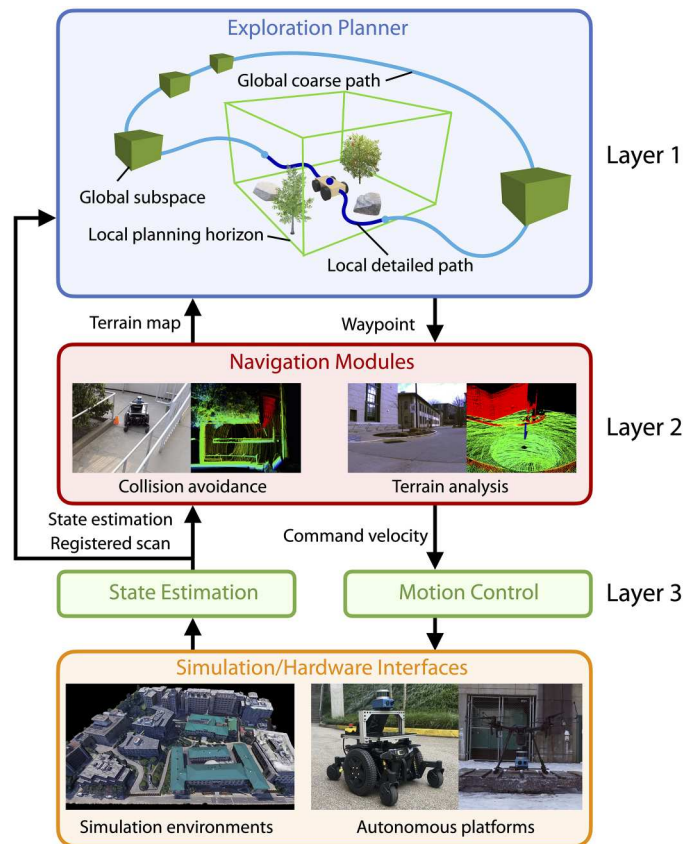 Exploration Planner
Global coarse path
Layer 1
Global subspace
Local planning horizon
Local detailed path
Terrain map
Waypoint
Navigation Modules
Layer 2
Collision avoidance
Terrain analysis
State estimation
Registered scan
Command velocity
State Estimation
Motion Control
Layer 3
Simulation/Hardware Interfaces
Simulation environments
Autonomous platforms